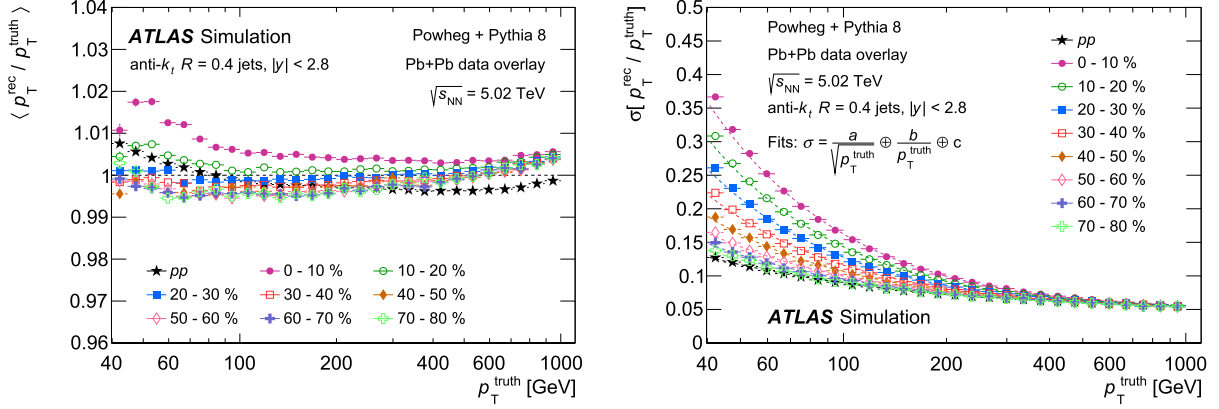 ⟨ p_T^rec / p_T^truth ⟩
1.04
1.03
1.02
1.01
1
0.99
0.98
0.97
0.96
ATLAS Simulation
anti-k_t R = 0.4 jets, |y| < 2.8
Powheg + Pythia 8
Pb+Pb data overlay
√s_NN = 5.02 TeV
pp
0 - 10 %
10 - 20 %
20 - 30 %
30 - 40 %
40 - 50 %
50 - 60 %
60 - 70 %
70 - 80 %
40 60 100 200 400 1000
p_T^truth [GeV]
σ[ p_T^rec / p_T^truth ]
0.5
0.45
0.4
0.35
0.3
0.25
0.2
0.15
0.1
0.05
0
Powheg + Pythia 8
Pb+Pb data overlay
√s_NN = 5.02 TeV
anti-k_t R = 0.4 jets, |y| < 2.8
Fits: σ = a/√p_T^truth ⊕ b/p_T^truth ⊕ c
pp
0 - 10 %
10 - 20 %
20 - 30 %
30 - 40 %
40 - 50 %
50 - 60 %
60 - 70 %
70 - 80 %
ATLAS Simulation
40 60 100 200 400 1000
p_T^truth [GeV]